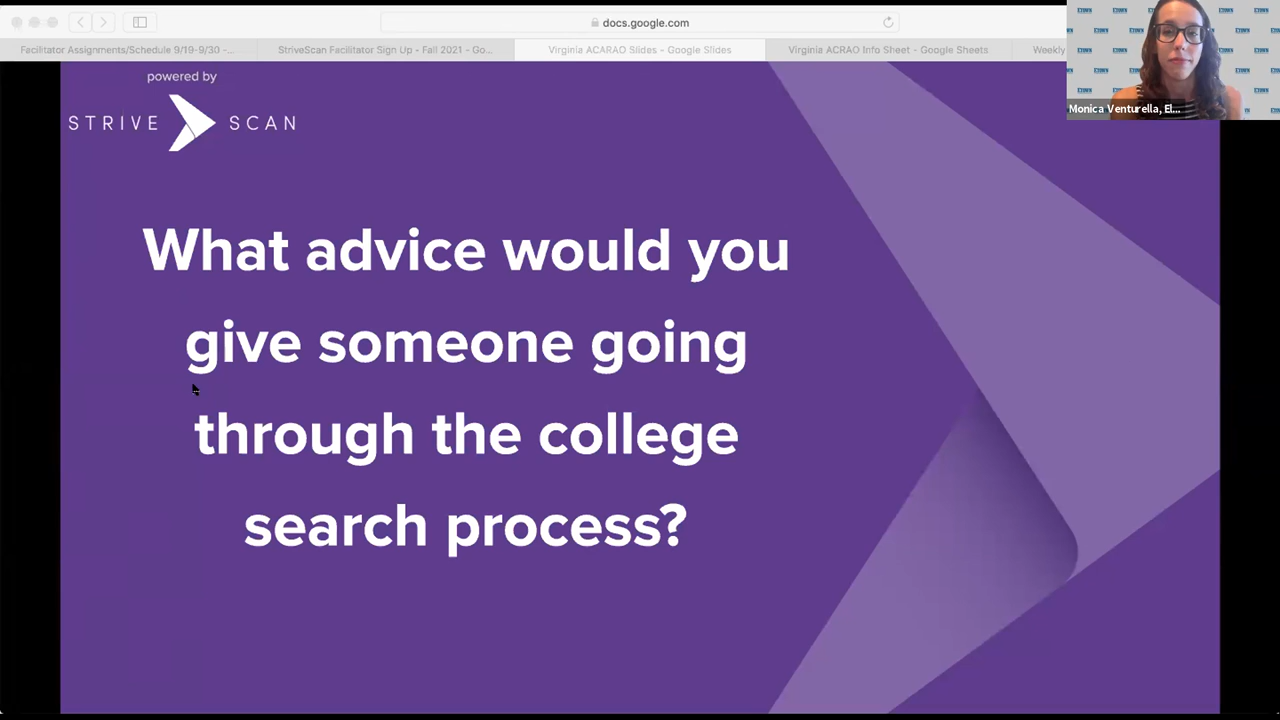 docs.google.com
Facilitator Assignments/Schedule 9/19-9/30 -...
StriveScan Facilitator Sign Up - Fall 2021 - Go...
Virginia ACARAO Slides - Google Slides
Virginia ACRAO Info Sheet - Google Sheets
Weekly
Monica Venturella, El...
powered by
STRIVE SCAN
What advice would you
give someone going
through the college
search process?